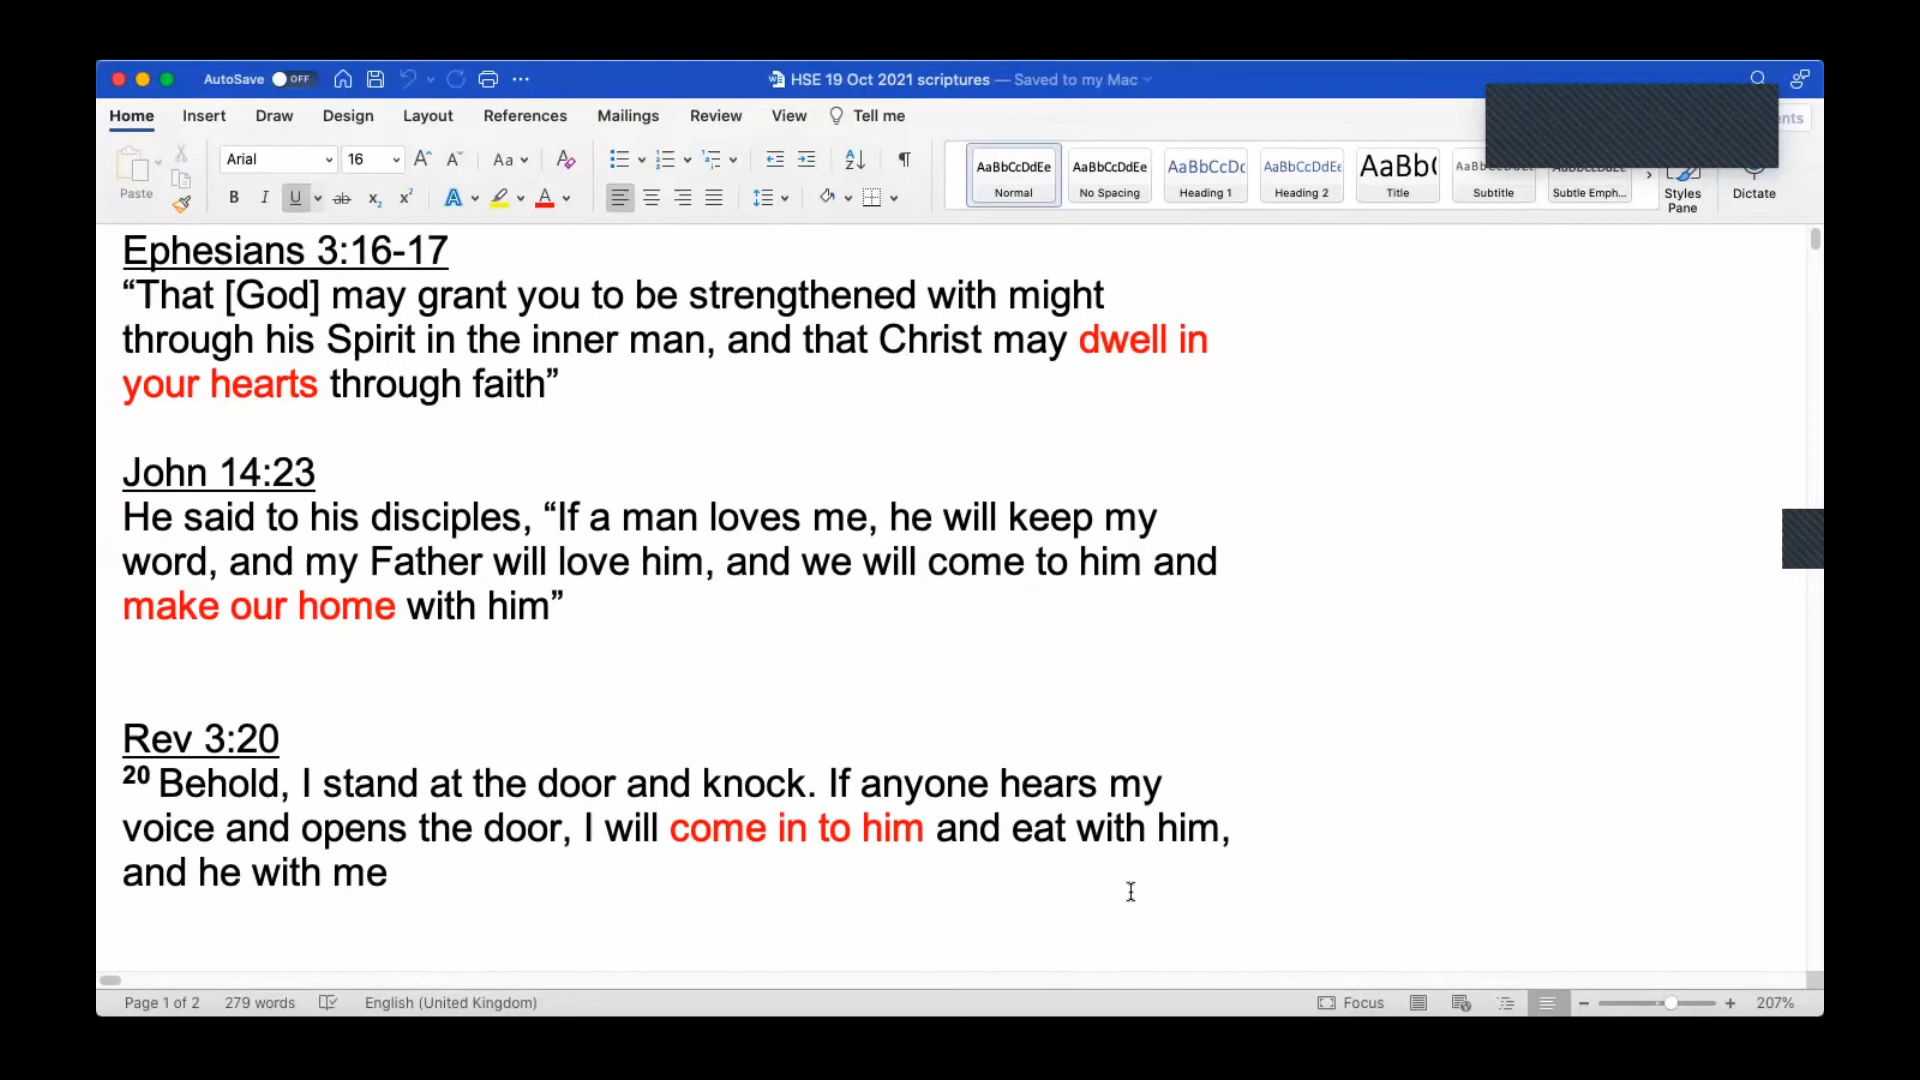 AutoSave OFF HSE 19 Oct 2021 scriptures — Saved to my Mac
Home Insert Draw Design Layout References Mailings Review View Tell me
Paste Arial 16 Aa
AaBbCcDdEe AaBbCcDdEe AaBbCcDc AaBbCcDdEe AaBb( AaBbCcDdEe AaBbCcDdEe
Normal No Spacing Heading 1 Heading 2 Title Subtitle Subtle Emph... Styles Pane Dictate
Ephesians 3:16-17
“That [God] may grant you to be strengthened with might
through his Spirit in the inner man, and that Christ may dwell in
your hearts through faith”
John 14:23
He said to his disciples, “If a man loves me, he will keep my
word, and my Father will love him, and we will come to him and
make our home with him”
Rev 3:20
20 Behold, I stand at the door and knock. If anyone hears my
voice and opens the door, I will come in to him and eat with him,
and he with me
Page 1 of 2 279 words English (United Kingdom) Focus 207%